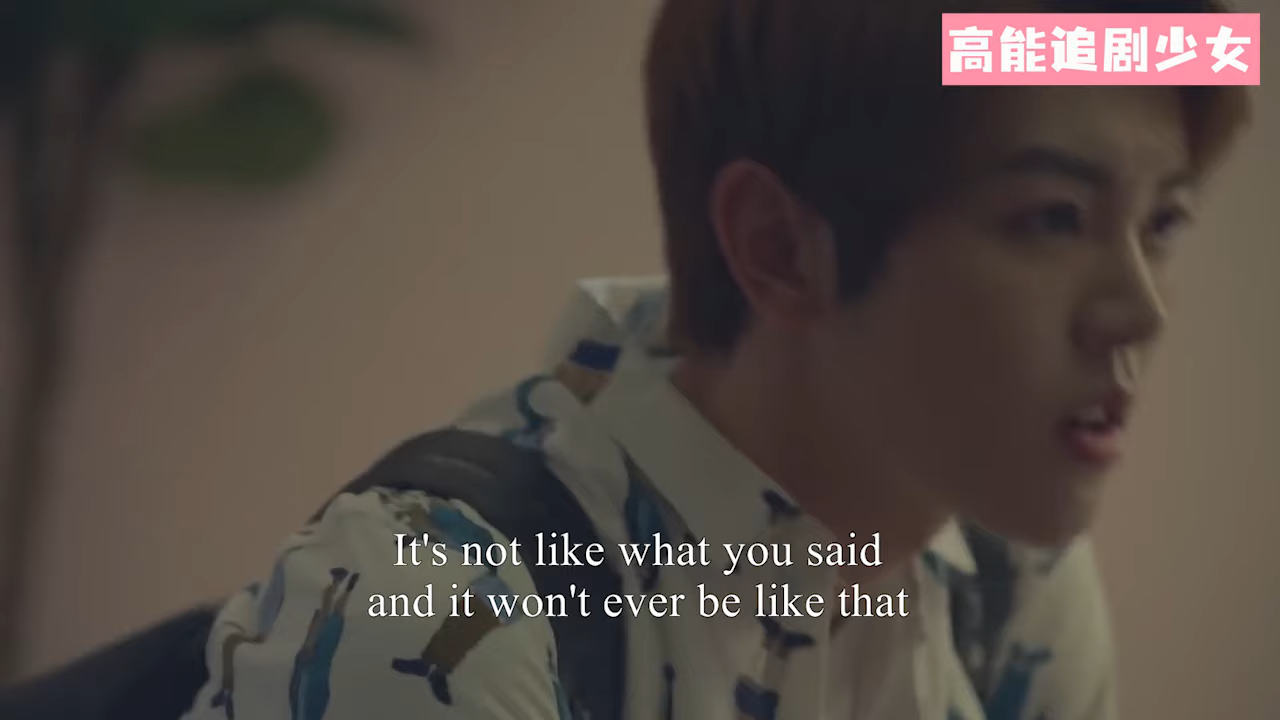 高能追剧少女
It's not like what you said
and it won't ever be like that